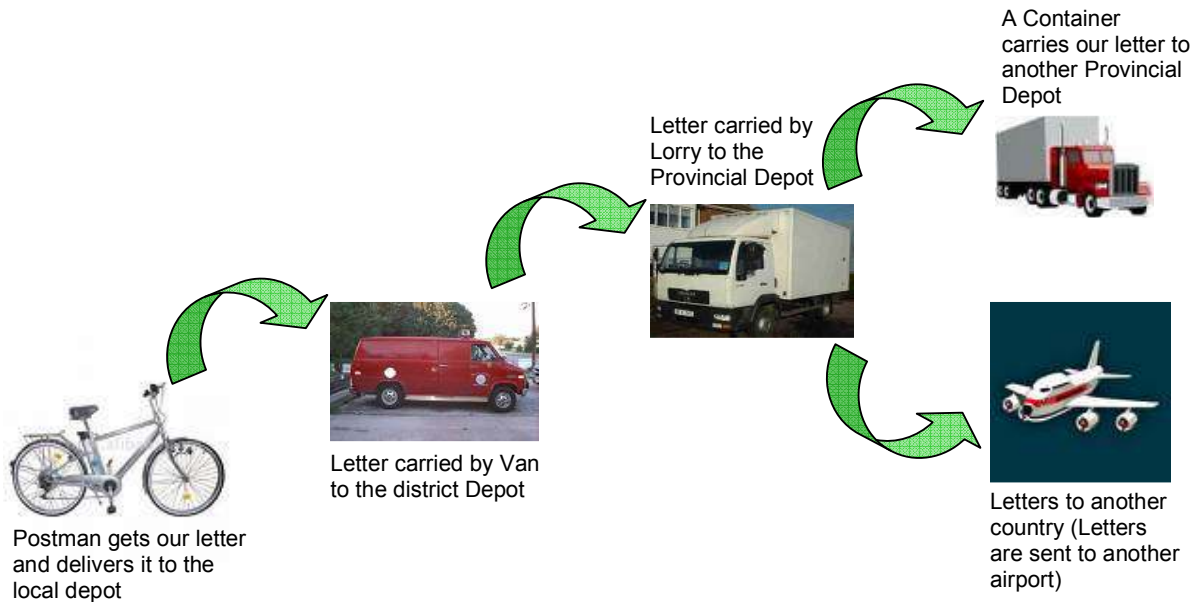 A Container
carries our letter to
another Provincial
Depot
Letter carried by
Lorry to the
Provincial Depot
Letter carried by Van
to the district Depot
Postman gets our letter
and delivers it to the
local depot
Letters to another
country (Letters
are sent to another
airport)